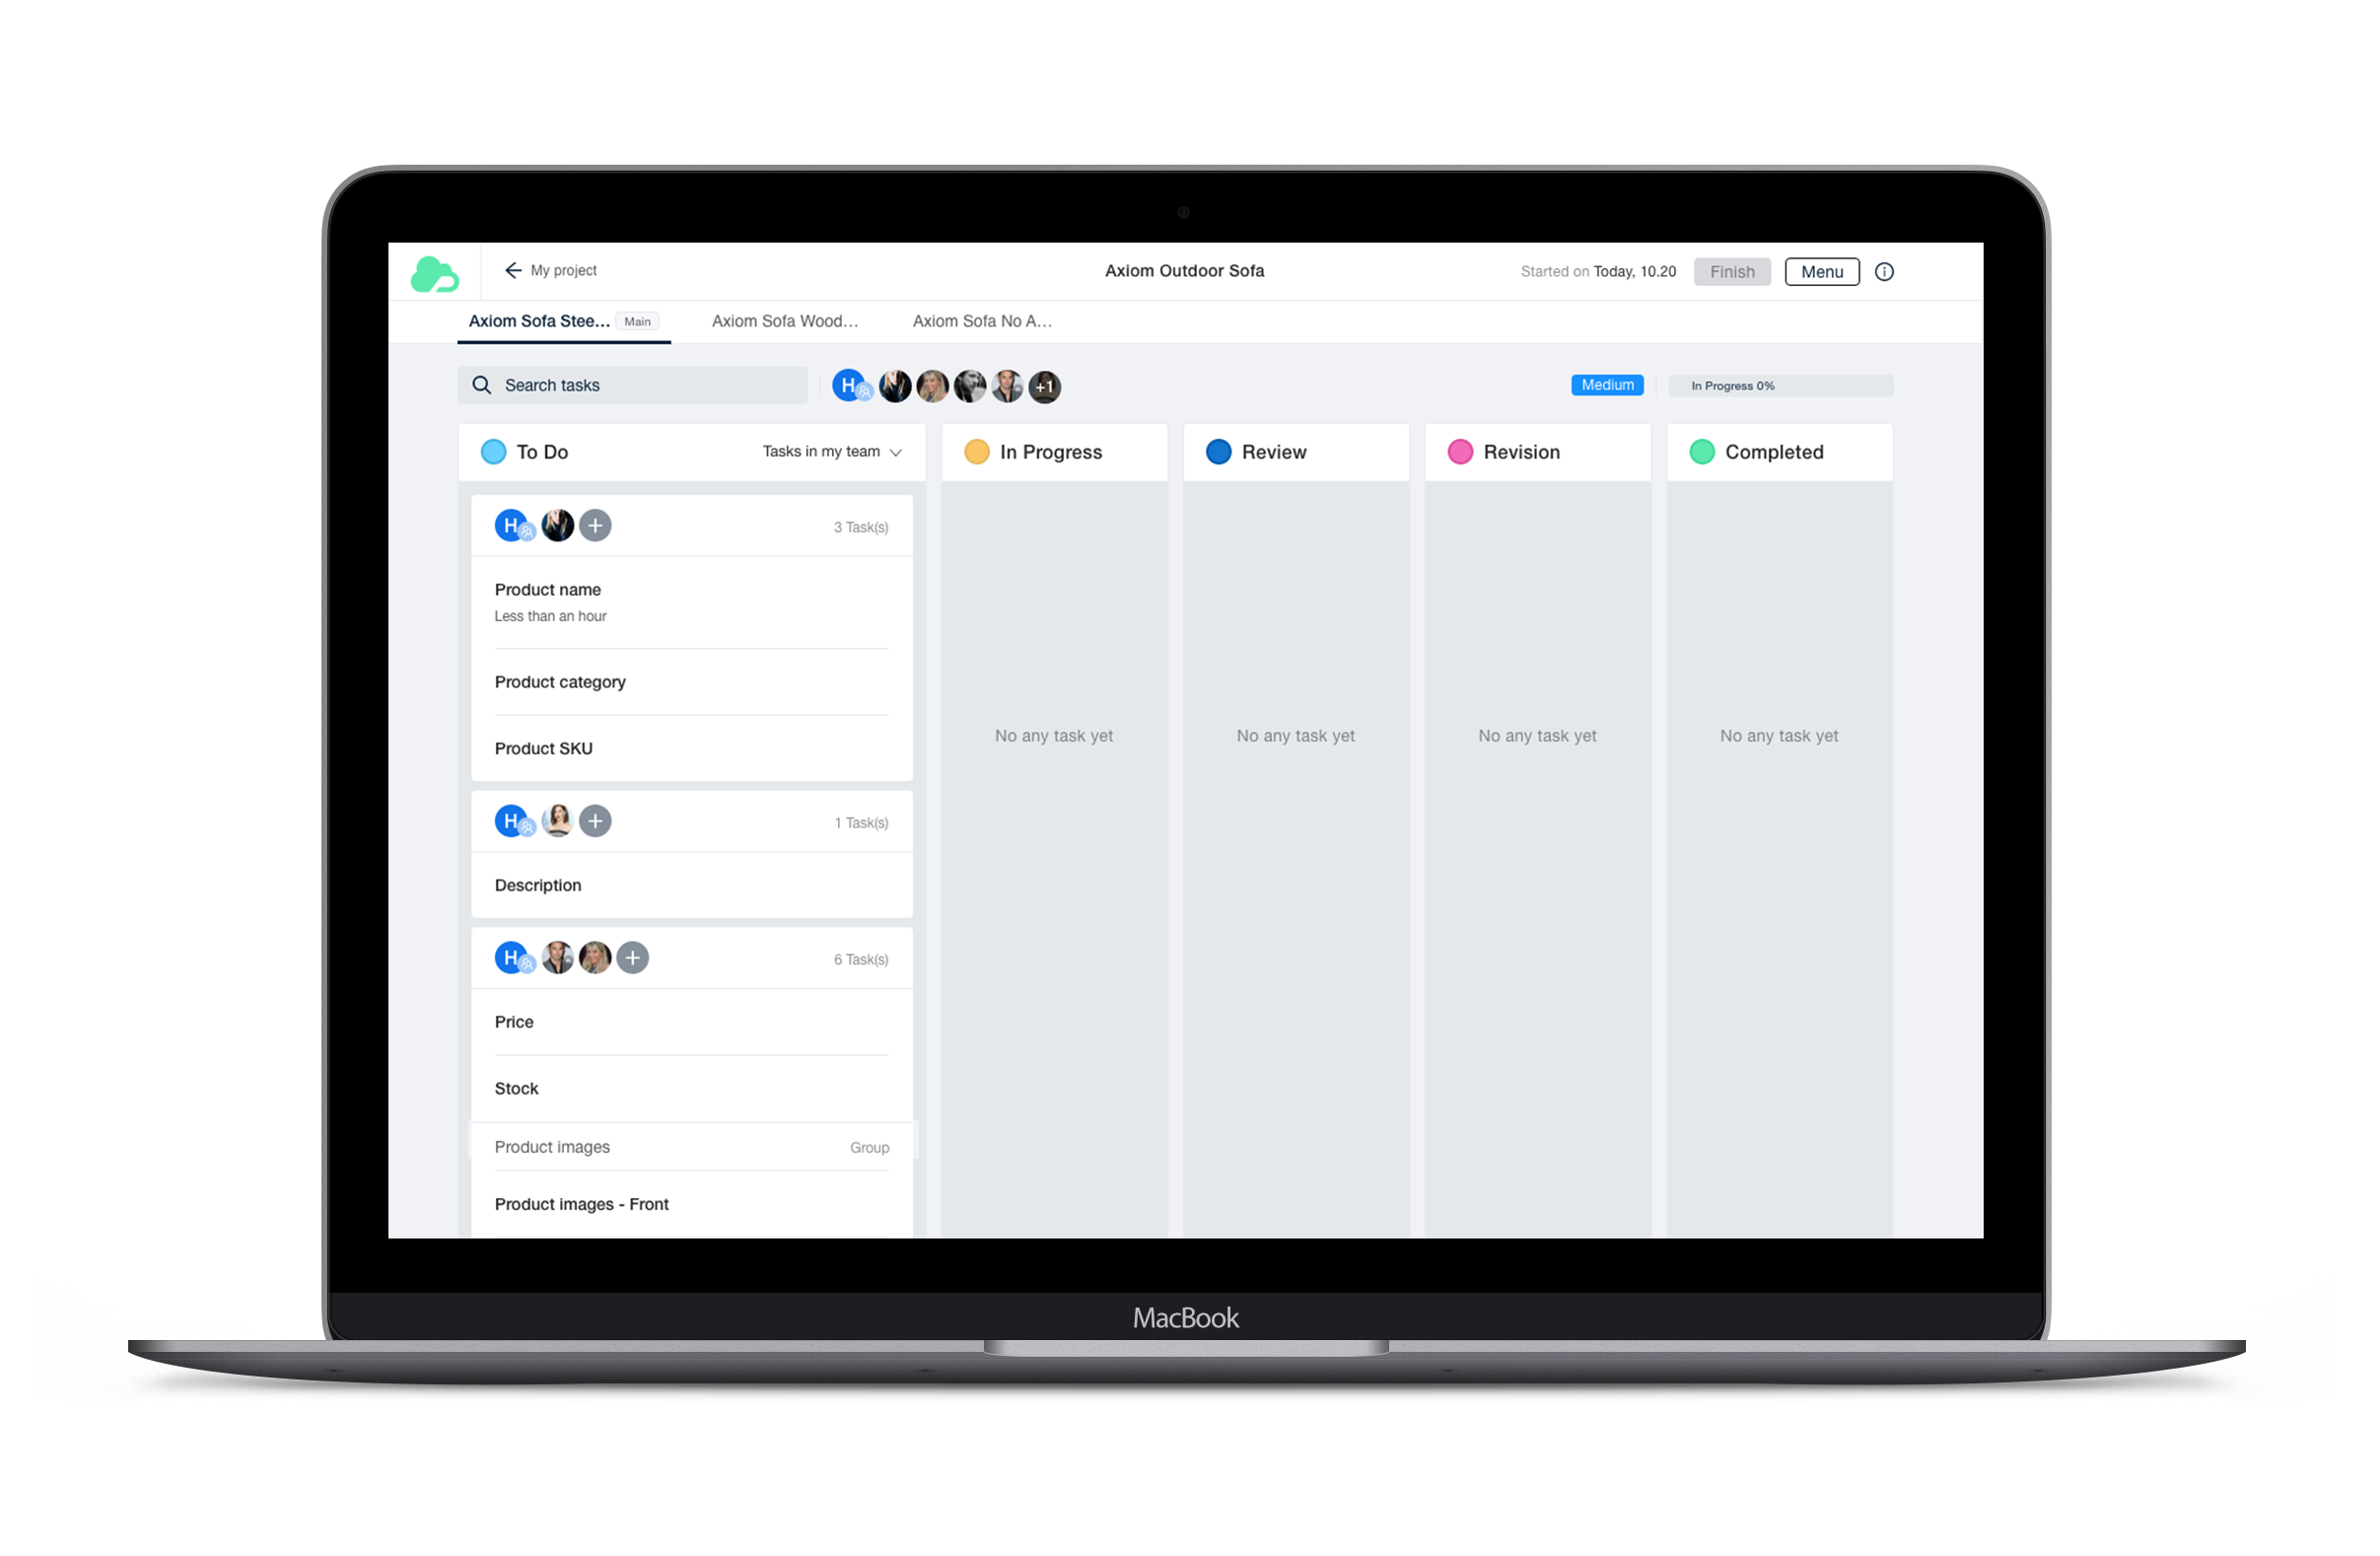 My project
Axiom Outdoor Sofa
Started on Today, 10.20
Finish
Menu
Axiom Sofa Stee...
Main
Axiom Sofa Wood...
Axiom Sofa No A...
Search tasks
H
+1
Medium
In Progress 0%
To Do
Tasks in my team
In Progress
Review
Revision
Completed
H
3 Task(s)
Product name
Less than an hour
Product category
Product SKU
No any task yet
No any task yet
No any task yet
No any task yet
H
1 Task(s)
Description
H
6 Task(s)
Price
Stock
Product images
Group
Product images - Front
MacBook